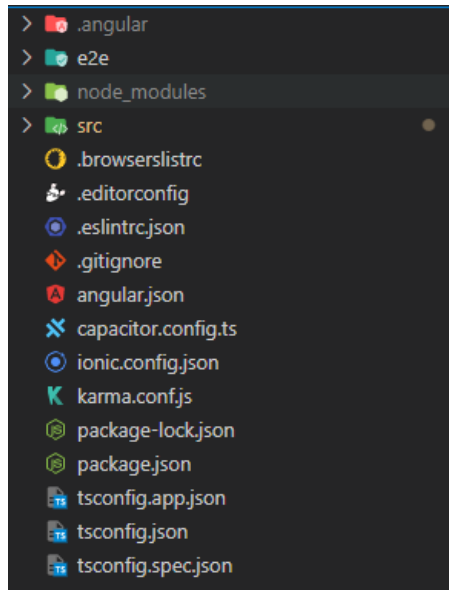 .angular
e2e
node_modules
src
.browserslistrc
.editorconfig
.eslintrc.json
.gitignore
angular.json
capacitor.config.ts
ionic.config.json
karma.conf.js
package-lock.json
package.json
tsconfig.app.json
tsconfig.json
tsconfig.spec.json